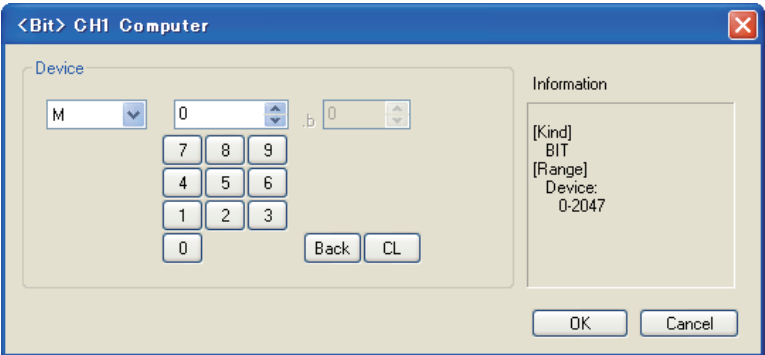 <Bit> CH1 Computer
Device
M
0
.b
0
7 8 9
4 5 6
1 2 3
0
Back
CL
Information
[Kind]
BIT
[Range]
Device:
0-2047
OK
Cancel